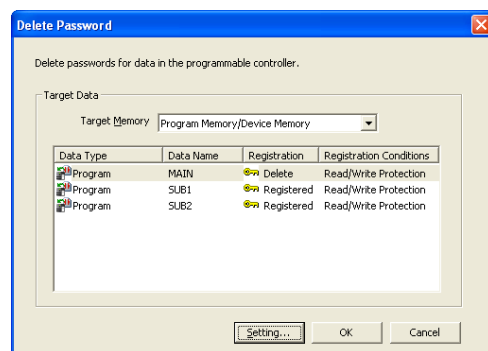 Delete Password
Delete passwords for data in the programmable controller.
Target Data
Target Memory Program Memory/Device Memory
Data Type Data Name Registration Registration Conditions
Program MAIN Delete Read/Write Protection
Program SUB1 Registered Read/Write Protection
Program SUB2 Registered Read/Write Protection
Setting... OK Cancel